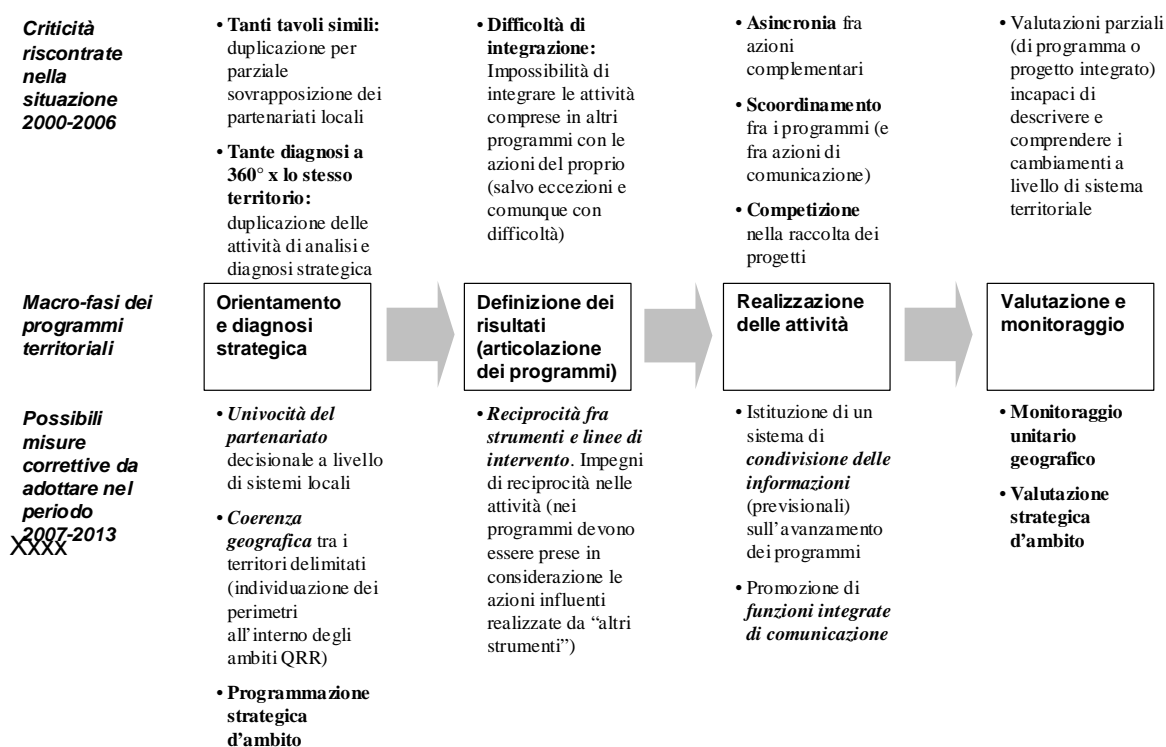 Criticità
riscontrate
nella
situazione
2000-2006
• Tanti tavoli simili:
duplicazione per
parziale
sovrapposizione dei
partenariati locali
• Tante diagnosi a
360° x lo stesso
territorio:
duplicazione delle
attività di analisi e
diagnosi strategica
• Difficoltà di
integrazione:
Impossibilità di
integrare le attività
comprese in altri
programmi con le
azioni del proprio
(salvo eccezioni e
comunque con
difficoltà)
• Asincronia fra
azioni
complementari
• Scoordinamento
fra i programmi (e
fra azioni di
comunicazione)
• Competizione
nella raccolta dei
progetti
• Valutazioni parziali
(di programma o
progetto integrato)
incapaci di
descrivere e
comprendere i
cambiamenti a
livello di sistema
territoriale
Macro-fasi dei
programmi
territoriali
Orientamento
e diagnosi
strategica
Definizione dei
risultati
(articolazione
dei programmi)
Realizzazione
delle attività
Valutazione e
monitoraggio
Possibili
misure
correttive da
adottare nel
periodo
2007-2013
Xxxx
• Univocità del
partenariato
decisionale a livello
di sistemi locali
• Coerenza
geografica tra i
territori delimitati
(individuazione dei
perimetri
all’interno degli
ambiti QRR)
• Programmazione
strategica
d’ambito
• Reciprocità fra
strumenti e linee di
intervento. Impegni
di reciprocità nelle
attività (nei
programmi devono
essere prese in
considerazione le
azioni influenti
realizzate da “altri
strumenti”)
• Istituzione di un
sistema di
condivisione delle
informazioni
(previsionali)
sull’avanzamento
dei programmi
• Promozione di
funzioni integrate
di comunicazione
• Monitoraggio
unitario
geografico
• Valutazione
strategica
d’ambito